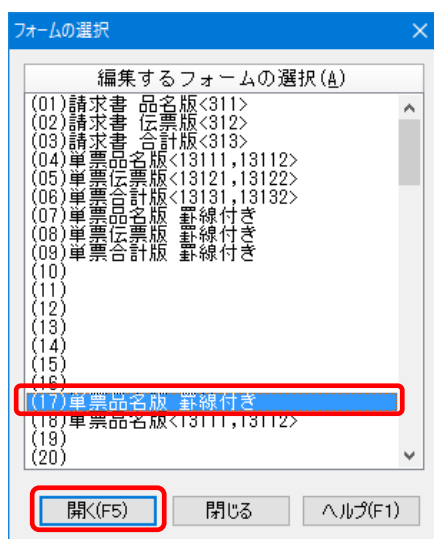 フォームの選択
編集するフォームの選択(A)
(01)請求書 品名版<311>
(02)請求書 伝票版<312>
(03)請求書 合計版<313>
(04)単票品名版<13111,13112>
(05)単票伝票版<13121,13122>
(06)単票合計版<13131,13132>
(07)単票品名版 罫線付き
(08)単票伝票版 罫線付き
(09)単票合計版 罫線付き
(10)
(11)
(12)
(13)
(14)
(15)
(16)
(17)単票品名版 罫線付き
(18)単票品名版<13111,13112>
(19)
(20)
開く(F5) 閉じる ヘルプ(F1)